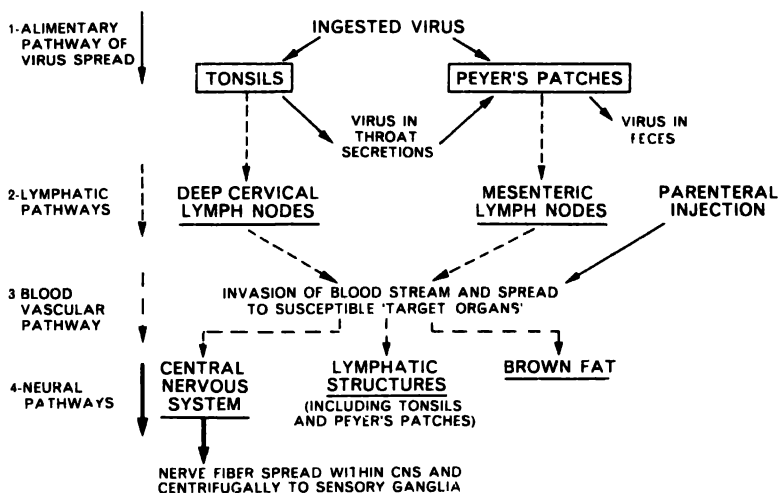 1-ALIMENTARY
PATHWAY OF
VIRUS SPREAD
INGESTED VIRUS
TONSILS
PEYER'S PATCHES
VIRUS IN
THROAT
SECRETIONS
VIRUS IN
FECES
2-LYMPHATIC
PATHWAYS
DEEP CERVICAL
LYMPH NODES
MESENTERIC
LYMPH NODES
PARENTERAL
INJECTION
3 BLOOD
VASCULAR
PATHWAY
INVASION OF BLOOD STREAM AND SPREAD
TO SUSCEPTIBLE 'TARGET ORGANS'
4-NEURAL
PATHWAYS
CENTRAL
NERVOUS
SYSTEM
LYMPHATIC
STRUCTURES
(INCLUDING TONSILS
AND PEYER'S PATCHES)
BROWN FAT
NERVE FIBER SPREAD WITHIN CNS AND
CENTRIFUGALLY TO SENSORY GANGLIA